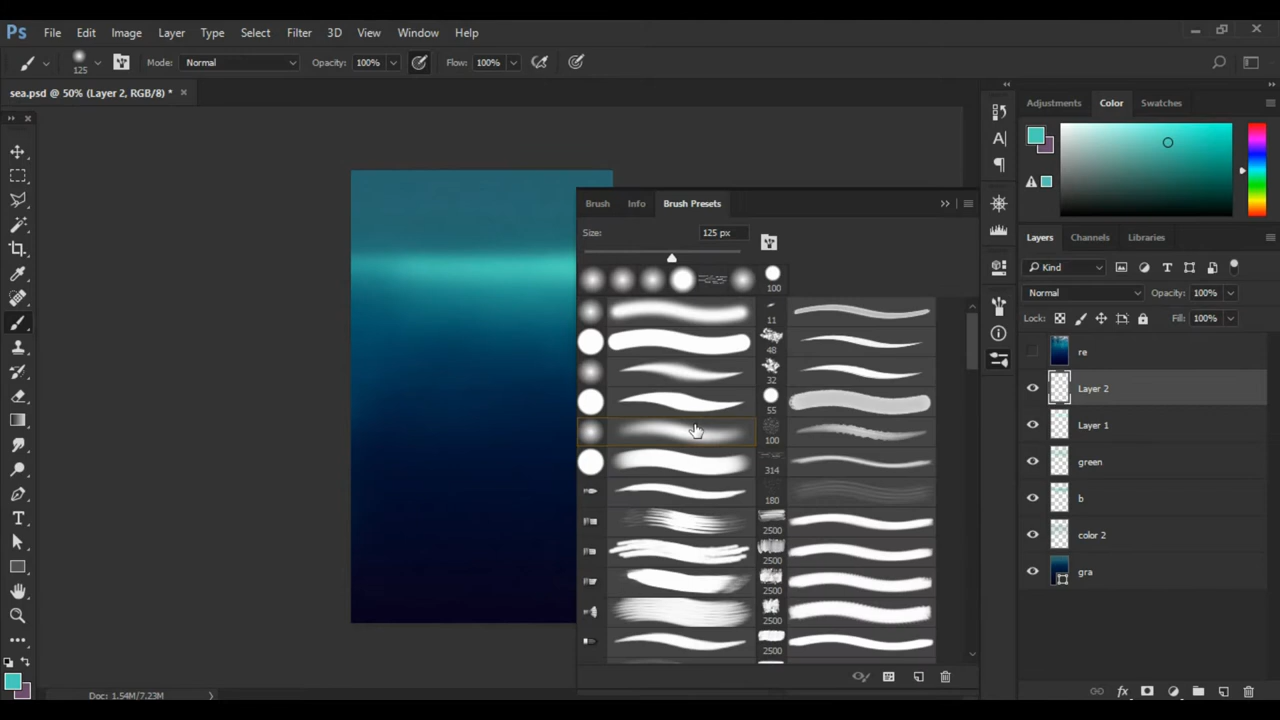 Ps File Edit Image Layer Type Select Filter 3D View Window Help
125 Mode: Normal Opacity: 100% Flow: 100%
sea.psd @ 50% (Layer 2, RGB/8) *
Adjustments Color Swatches
Brush Info Brush Presets
Size: 125 px
100
11
48
32
55
100
314
180
2500
2500
2500
2500
2500
Layers Channels Libraries
Kind
Normal Opacity: 100%
Lock: Fill: 100%
re
Layer 2
Layer 1
green
b
color 2
gra
Doc: 1.54M/7.23M